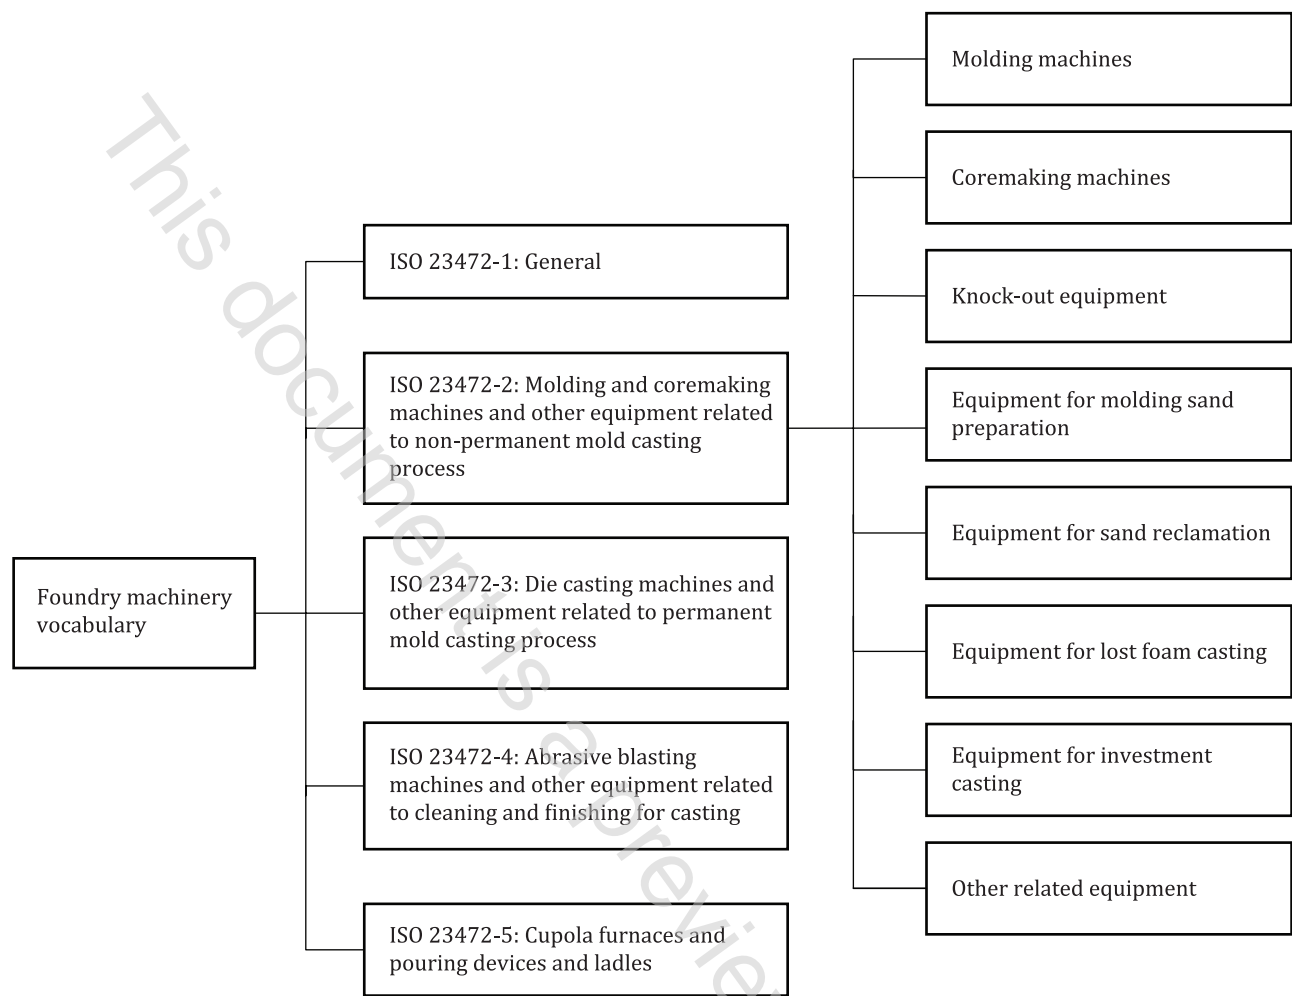 Foundry machinery
vocabulary
ISO 23472-1: General
ISO 23472-2: Molding and coremaking
machines and other equipment related
to non-permanent mold casting
process
ISO 23472-3: Die casting machines and
other equipment related to permanent
mold casting process
ISO 23472-4: Abrasive blasting
machines and other equipment related
to cleaning and finishing for casting
ISO 23472-5: Cupola furnaces and
pouring devices and ladles
Molding machines
Coremaking machines
Knock-out equipment
Equipment for molding sand
preparation
Equipment for sand reclamation
Equipment for lost foam casting
Equipment for investment
casting
Other related equipment
This document is a preview